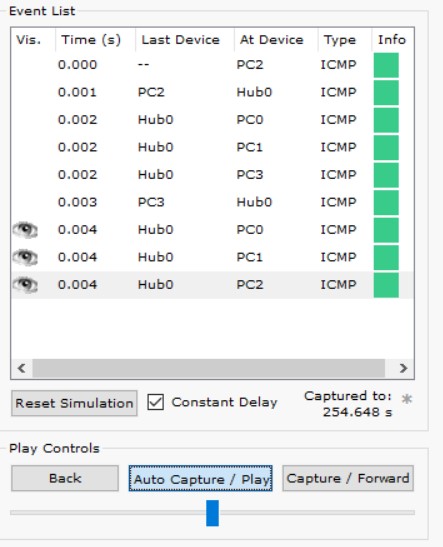 Event List
Vis. Time (s) Last Device At Device Type Info
0.000 -- PC2 ICMP
0.001 PC2 Hub0 ICMP
0.002 Hub0 PC0 ICMP
0.002 Hub0 PC1 ICMP
0.002 Hub0 PC3 ICMP
0.003 PC3 Hub0 ICMP
0.004 Hub0 PC0 ICMP
0.004 Hub0 PC1 ICMP
0.004 Hub0 PC2 ICMP
Reset Simulation Constant Delay Captured to: *
254.648 s
Play Controls
Back Auto Capture / Play Capture / Forward